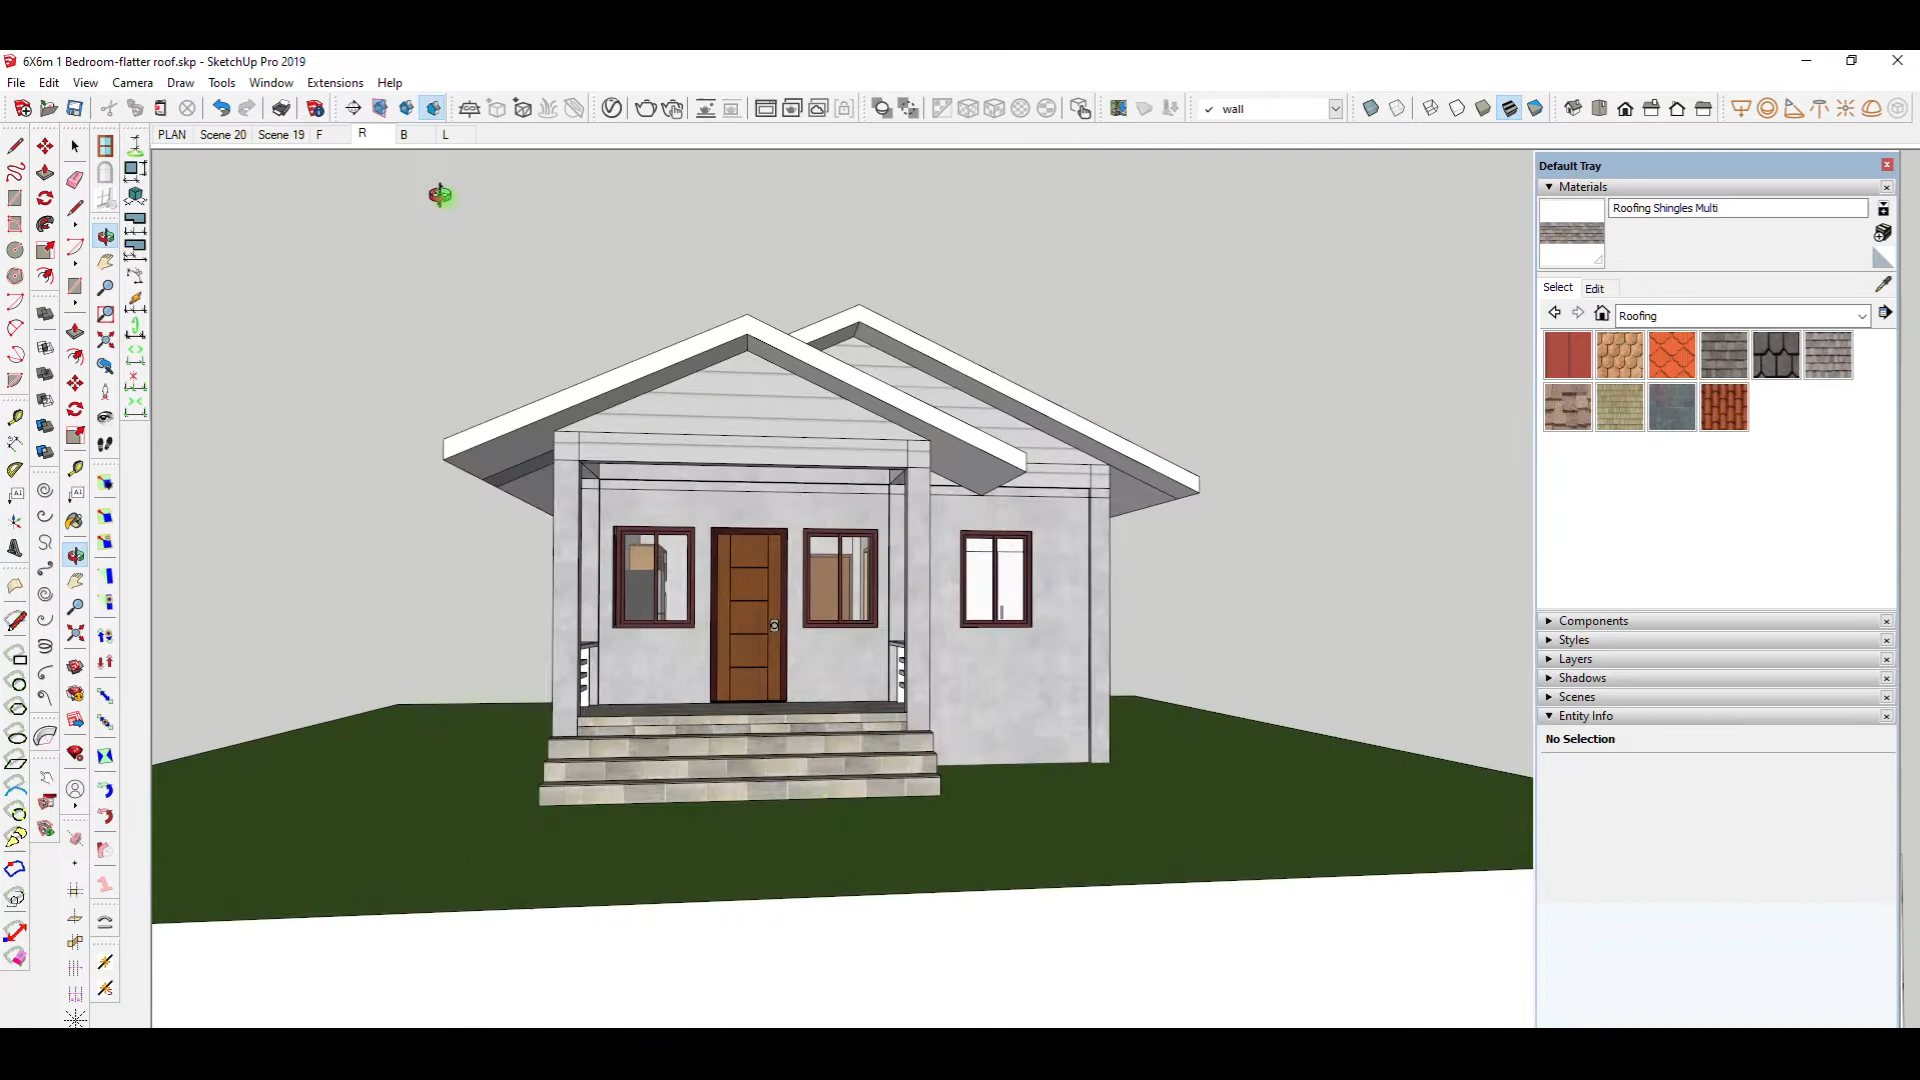 6X6m 1 Bedroom-flatter roof.skp - SketchUp Pro 2019
File Edit View Camera Draw Tools Window Extensions Help
wall
PLAN Scene 20 Scene 19 F R B L
Default Tray
Materials
Roofing Shingles Multi
Select Edit
Roofing
Components
Styles
Layers
Shadows
Scenes
Entity Info
No Selection